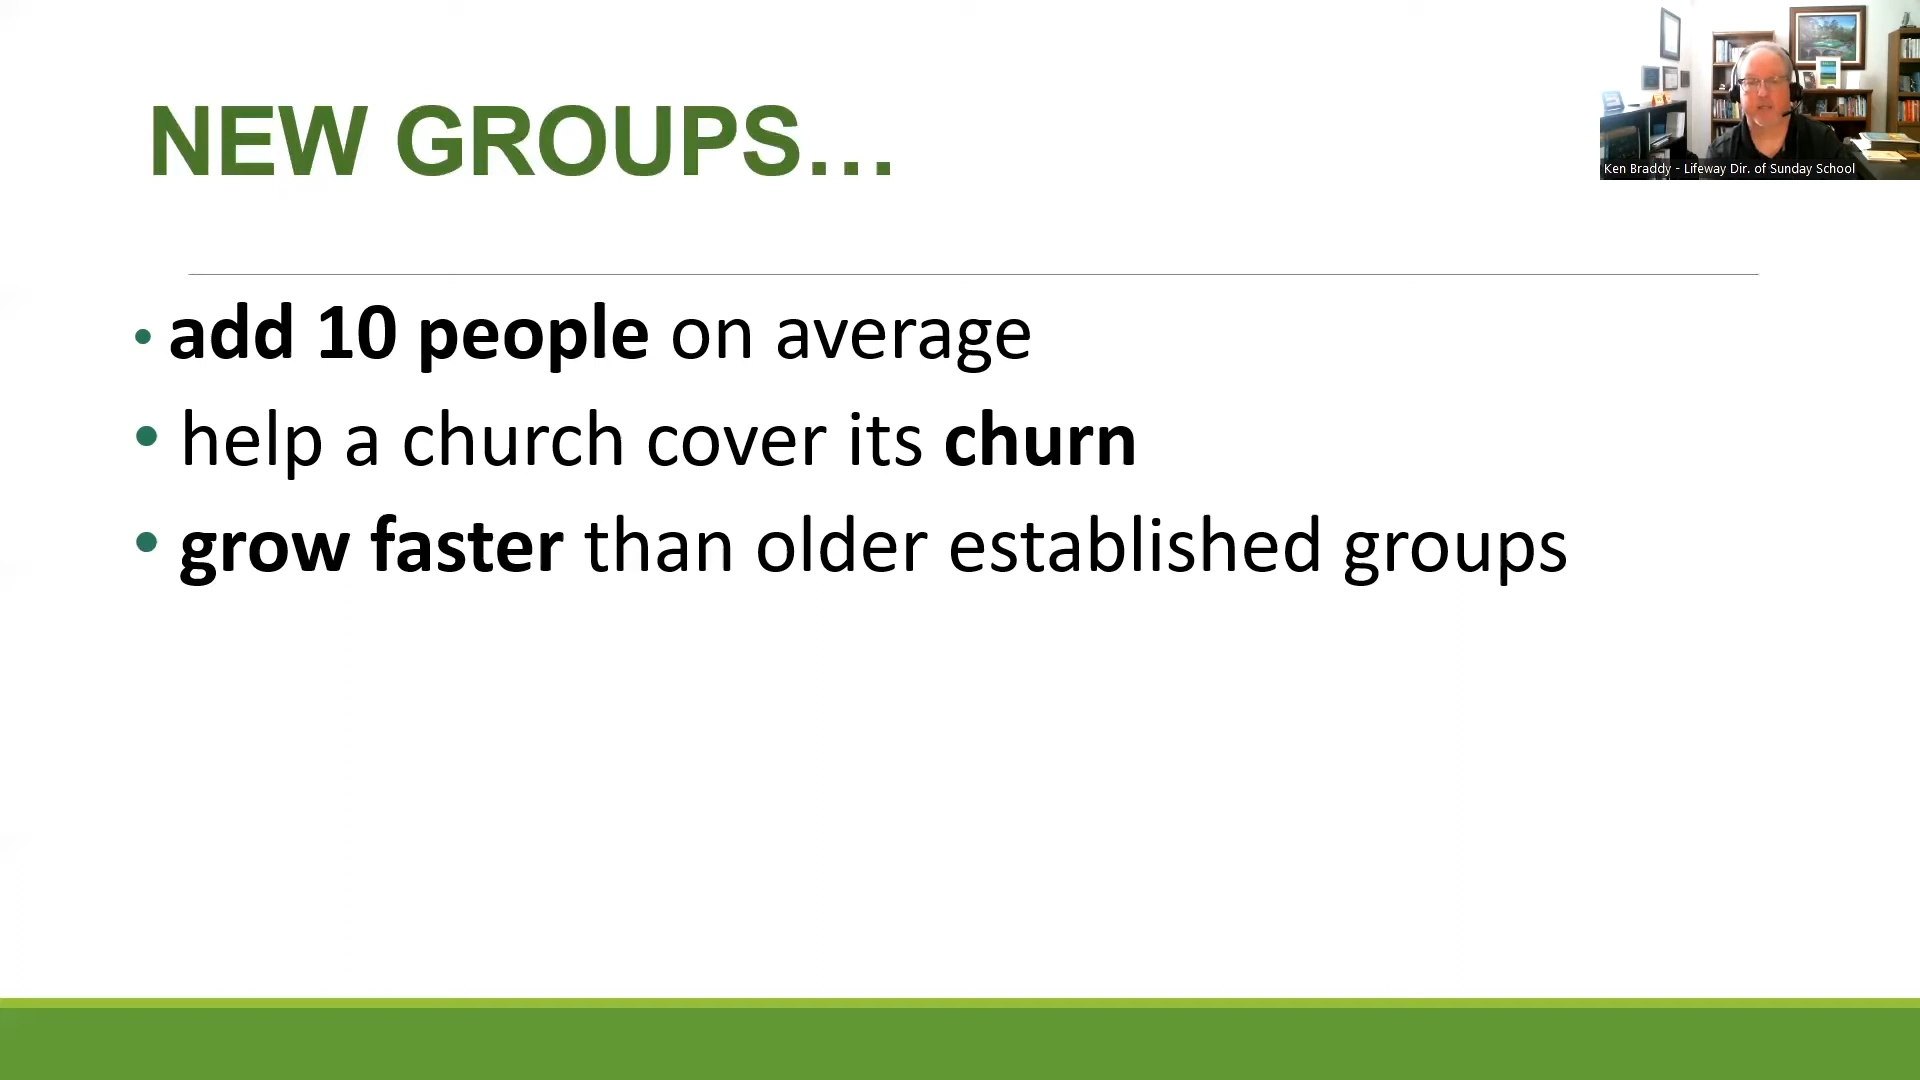 NEW GROUPS…
Ken Braddy - Lifeway Dir. of Sunday School
• add 10 people on average
• help a church cover its churn
• grow faster than older established groups